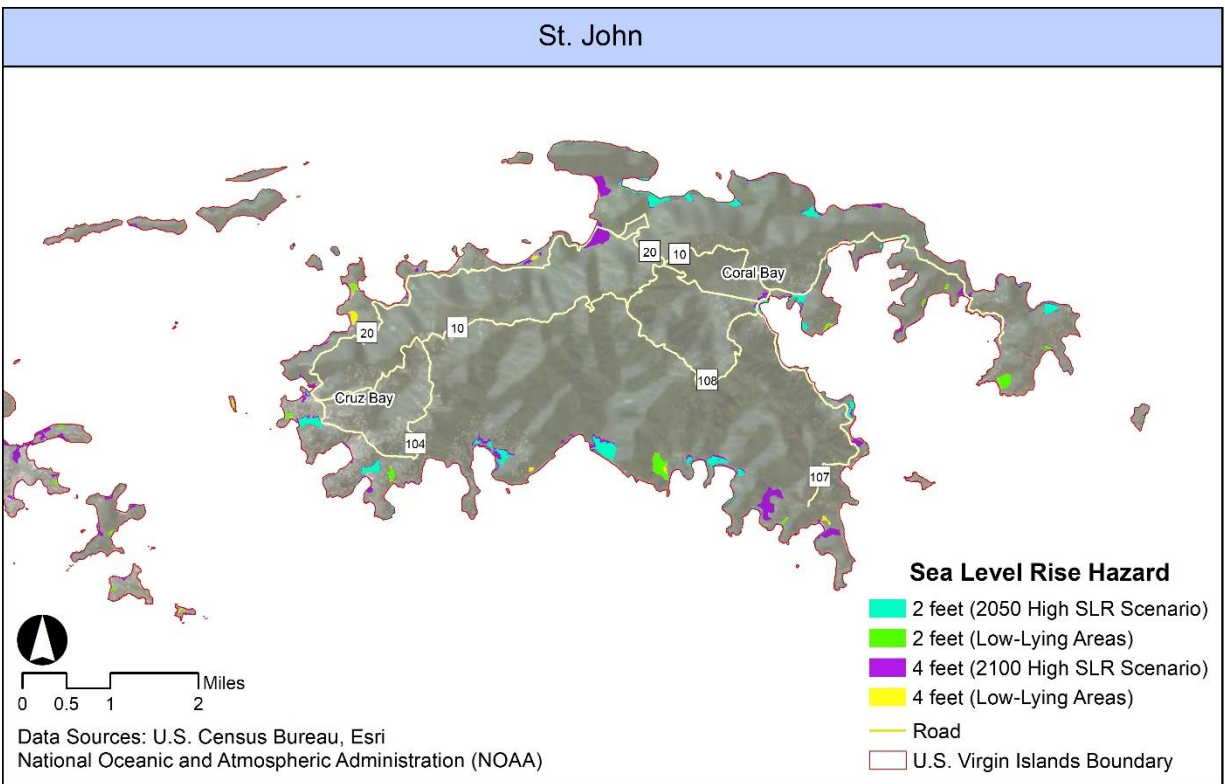 St. John
20
10
Coral Bay
20
10
108
Cruz Bay
104
107
Sea Level Rise Hazard
2 feet (2050 High SLR Scenario)
2 feet (Low-Lying Areas)
4 feet (2100 High SLR Scenario)
4 feet (Low-Lying Areas)
Road
U.S. Virgin Islands Boundary
Miles
0 0.5 1 2
Data Sources: U.S. Census Bureau, Esri
National Oceanic and Atmospheric Administration (NOAA)